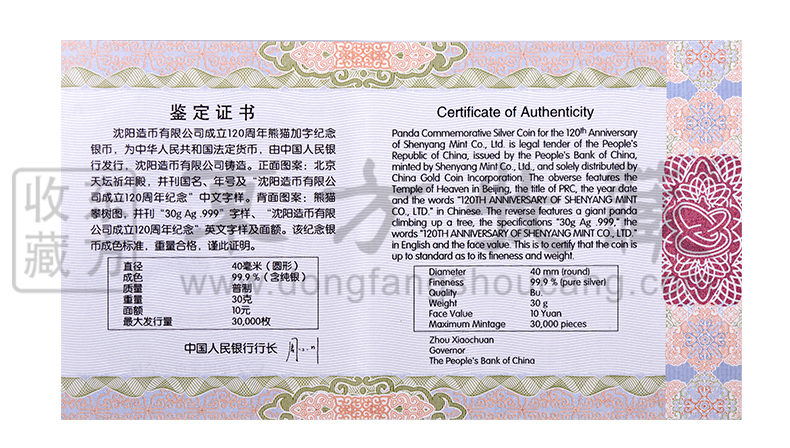 鉴定证书
沈阳造币有限公司成立120周年熊猫加字纪念
银币，为中华人民共和国法定货币，由中国人民银
行发行，沈阳造币有限公司铸造。正面图案：北京
天坛祈年殿，并刊国名、年号及“沈阳造币有限公
司成立120周年纪念”中文字样。背面图案：熊猫
攀树图，并刊“30g Ag .999”字样、“沈阳造币有限
公司成立120周年纪念”英文字样及面额。该纪念银
币成色标准，重量合格，谨此证明。
直径 40毫米（圆形）
成色 99.9%（含纯银）
质量 普制
重量 30克
面额 10元
最大发行量 30,000枚
中国人民银行行长
Certificate of Authenticity
Panda Commemorative Silver Coin for the 120th Anniversary
of Shenyang Mint Co., Ltd. is legal tender of the People's
Republic of China, issued by the People's Bank of China,
minted by Shenyang Mint Co., Ltd., and solely distributed by
China Gold Coin Incorporation. The obverse features the
Temple of Heaven in Beijing, the title of PRC, the year date
and the words "120TH ANNIVERSARY OF SHENYANG MINT
CO., LTD." in Chinese. The reverse features a giant panda
climbing up a tree, the specifications "30g Ag .999," the
words "120TH ANNIVERSARY OF SHENYANG MINT CO., LTD."
in English and the face value. This is to certify that the coin is
up to standard as to its fineness and weight.
Diameter 40 mm (round)
Fineness 99.9% (pure silver)
Quality Bu.
Weight 30 g
Face Value 10 Yuan
Maximum Mintage 30,000 pieces
Zhou Xiaochuan
Governor
The People's Bank of China
收藏
www.dongfangshoucang.com